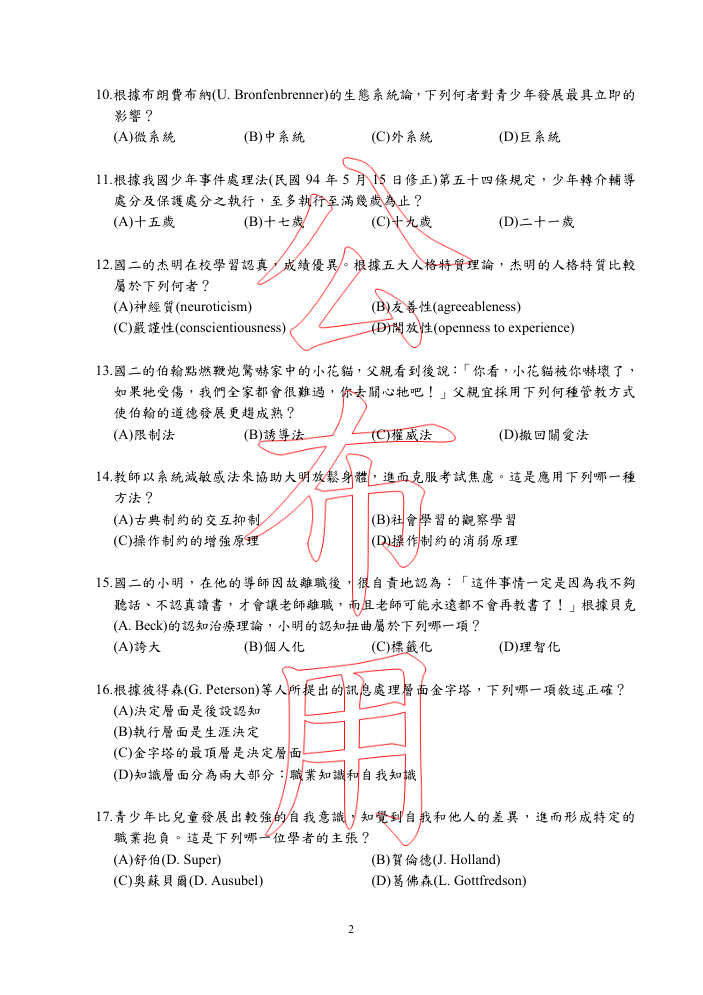 10.根據布朗費布納(U. Bronfenbrenner)的生態系統論，下列何者對青少年發展最具立即的
影響？
(A)微系統 (B)中系統 (C)外系統 (D)巨系統
11.根據我國少年事件處理法(民國 94 年 5 月 15 日修正)第五十四條規定，少年轉介輔導
處分及保護處分之執行，至多執行至滿幾歲為止？
(A)十五歲 (B)十七歲 (C)十九歲 (D)二十一歲
12.國二的杰明在校學習認真，成績優異。根據五大人格特質理論，杰明的人格特質比較
屬於下列何者？
(A)神經質(neuroticism) (B)友善性(agreeableness)
(C)嚴謹性(conscientiousness) (D)開放性(openness to experience)
13.國二的伯翰點燃鞭炮驚嚇家中的小花貓，父親看到後說：「你看，小花貓被你嚇壞了，
如果牠受傷，我們全家都會很難過，你去關心牠吧！」父親宜採用下列何種管教方式
使伯翰的道德發展更趨成熟？
(A)限制法 (B)誘導法 (C)權威法 (D)撤回關愛法
14.教師以系統減敏感法來協助大明放鬆身體，進而克服考試焦慮。這是應用下列哪一種
方法？
(A)古典制約的交互抑制 (B)社會學習的觀察學習
(C)操作制約的增強原理 (D)操作制約的消弱原理
15.國二的小明，在他的導師因故離職後，很自責地認為：「這件事情一定是因為我不夠
聽話、不認真讀書，才會讓老師離職，而且老師可能永遠都不會再教書了！」根據貝克
(A. Beck)的認知治療理論，小明的認知扭曲屬於下列哪一項？
(A)誇大 (B)個人化 (C)標籤化 (D)理智化
16.根據彼得森(G. Peterson)等人所提出的訊息處理層面金字塔，下列哪一項敘述正確？
(A)決定層面是後設認知
(B)執行層面是生涯決定
(C)金字塔的最頂層是決定層面
(D)知識層面分為兩大部分：職業知識和自我知識
17.青少年比兒童發展出較強的自我意識，知覺到自我和他人的差異，進而形成特定的
職業抱負。這是下列哪一位學者的主張？
(A)舒伯(D. Super) (B)賀倫德(J. Holland)
(C)奧蘇貝爾(D. Ausubel) (D)葛佛森(L. Gottfredson)
2
公布用